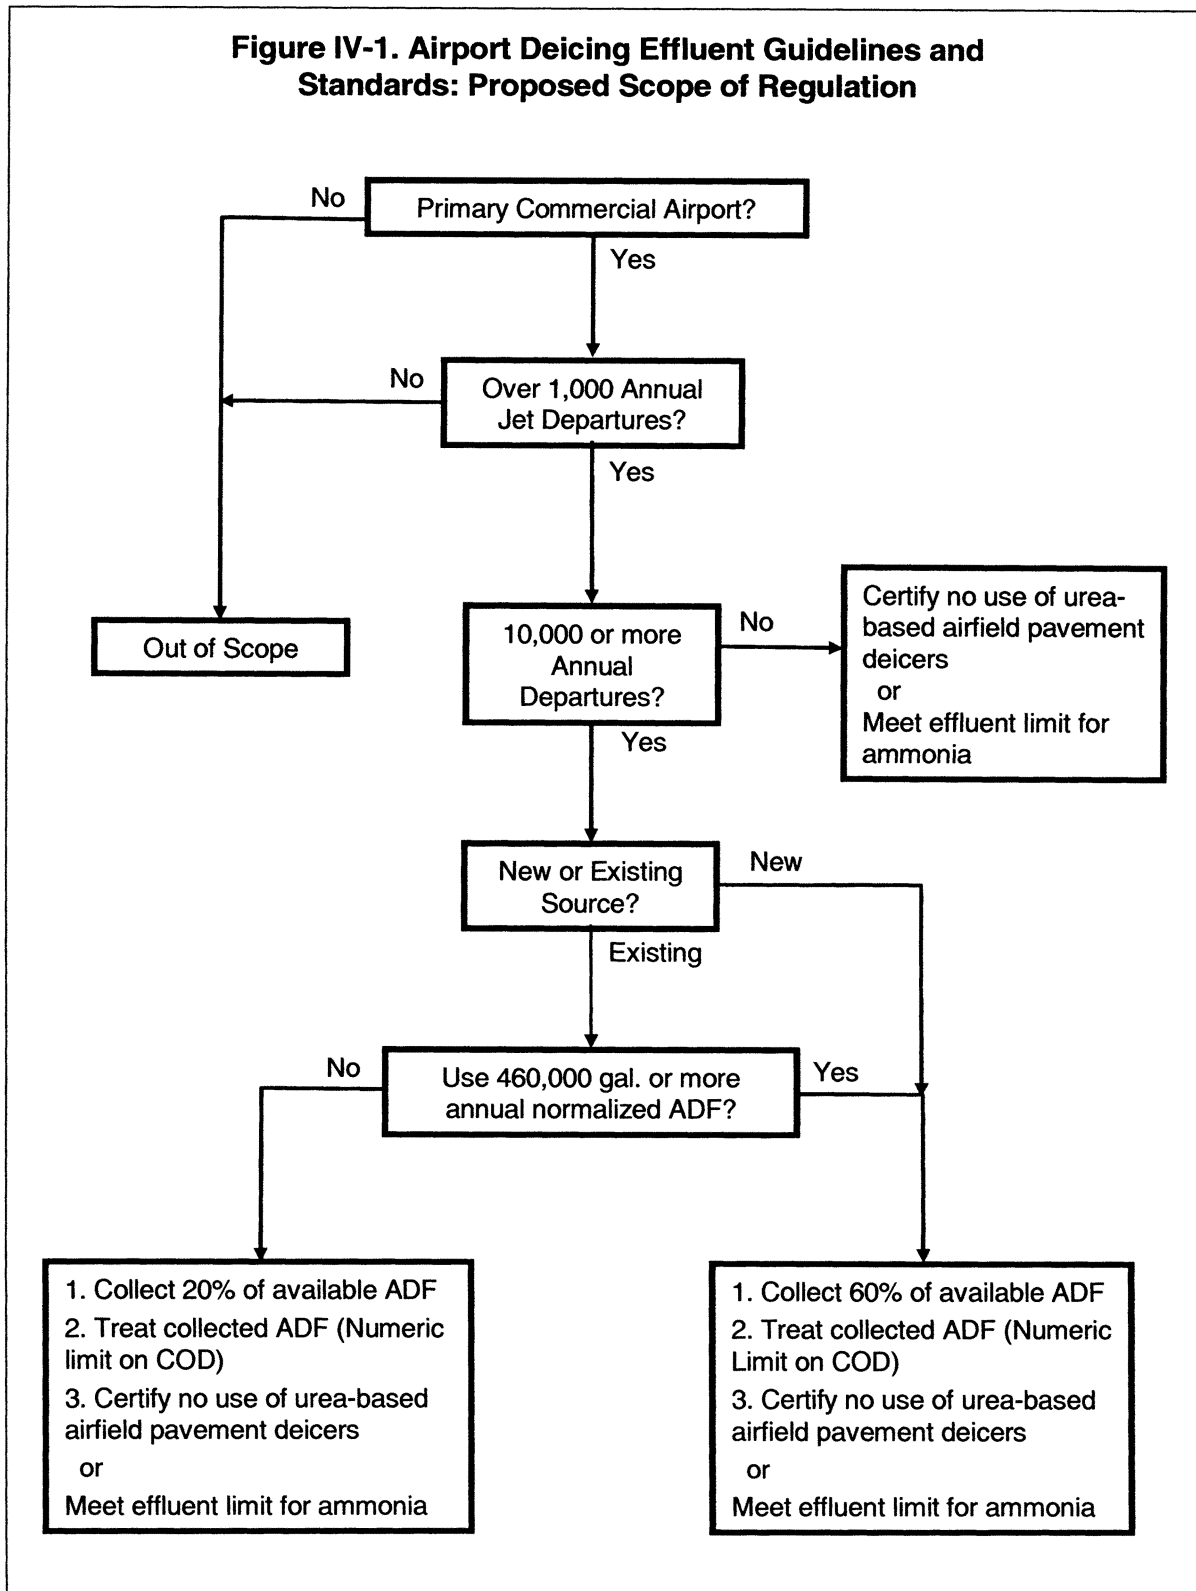 Figure IV-1. Airport Deicing Effluent Guidelines and
Standards: Proposed Scope of Regulation
No
Primary Commercial Airport?
Yes
No
Over 1,000 Annual
Jet Departures?
Yes
Out of Scope
10,000 or more
Annual
Departures?
No
Certify no use of urea-
based airfield pavement
deicers
or
Meet effluent limit for
ammonia
Yes
New or Existing
Source?
New
Existing
No
Use 460,000 gal. or more
annual normalized ADF?
Yes
1. Collect 20% of available ADF
2. Treat collected ADF (Numeric
limit on COD)
3. Certify no use of urea-based
airfield pavement deicers
or
Meet effluent limit for ammonia
1. Collect 60% of available ADF
2. Treat collected ADF (Numeric
Limit on COD)
3. Certify no use of urea-based
airfield pavement deicers
or
Meet effluent limit for ammonia